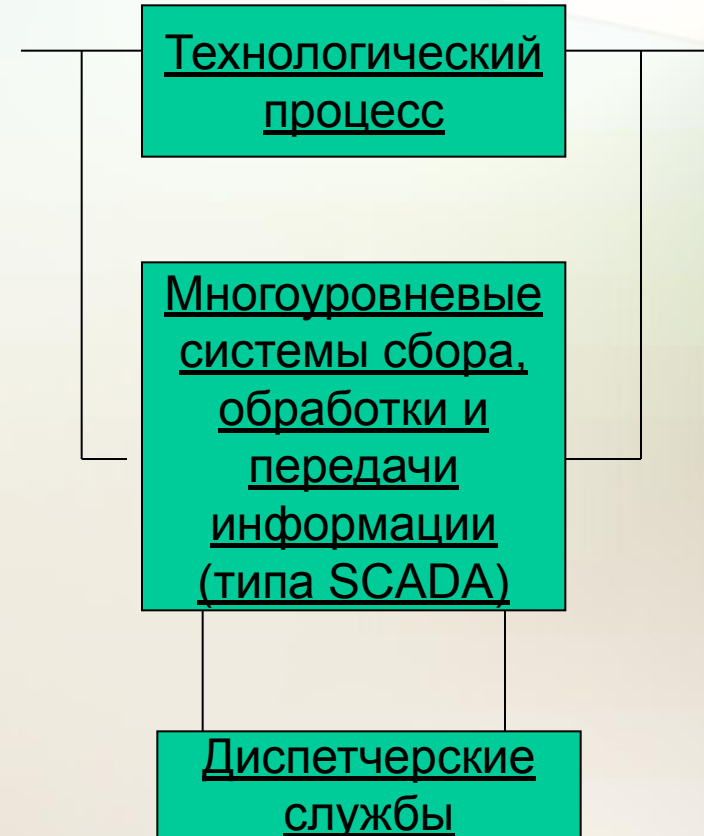 Технологический
процесс
Многоуровневые
системы сбора,
обработки и
передачи
информации
(типа SCADA)
Диспетчерские
службы